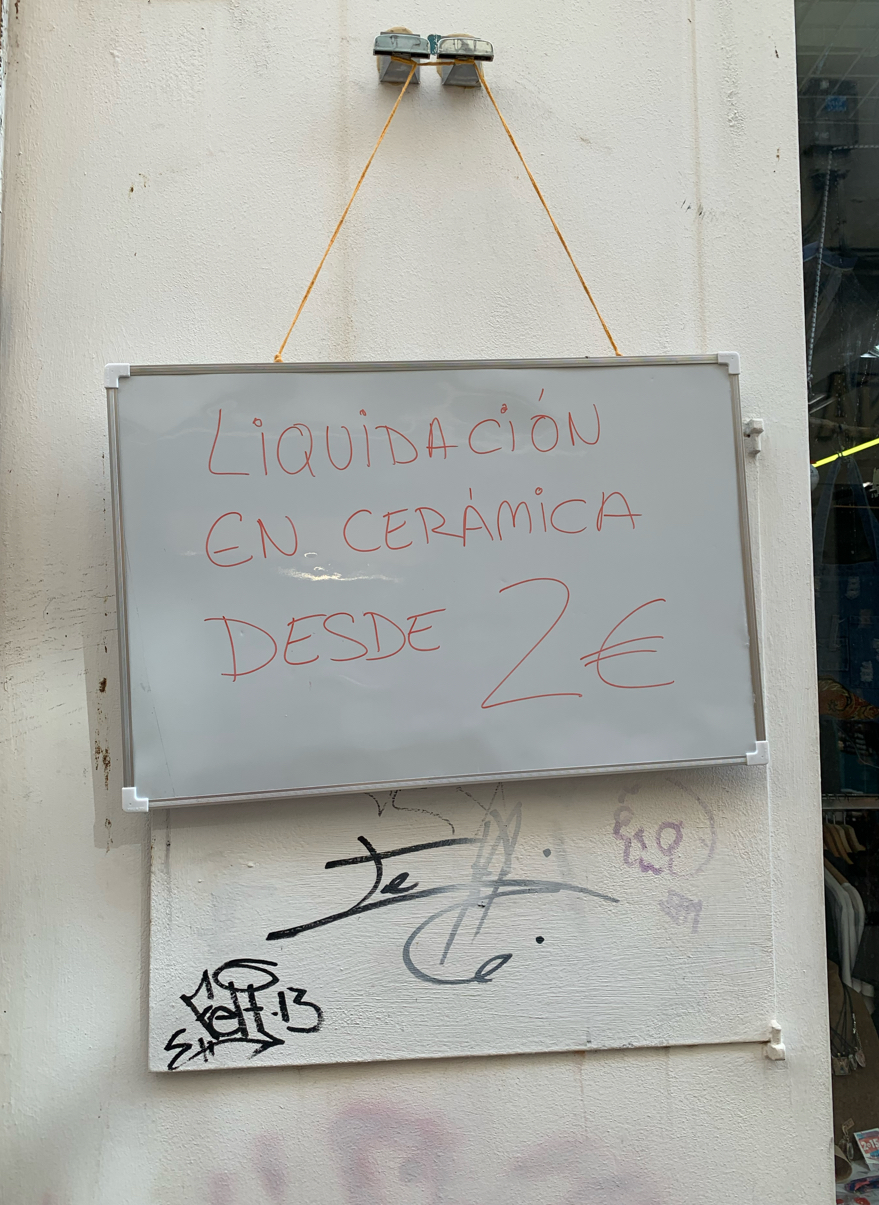 LIQUIDACIÓN
EN CERÁMICA
DESDE 2€